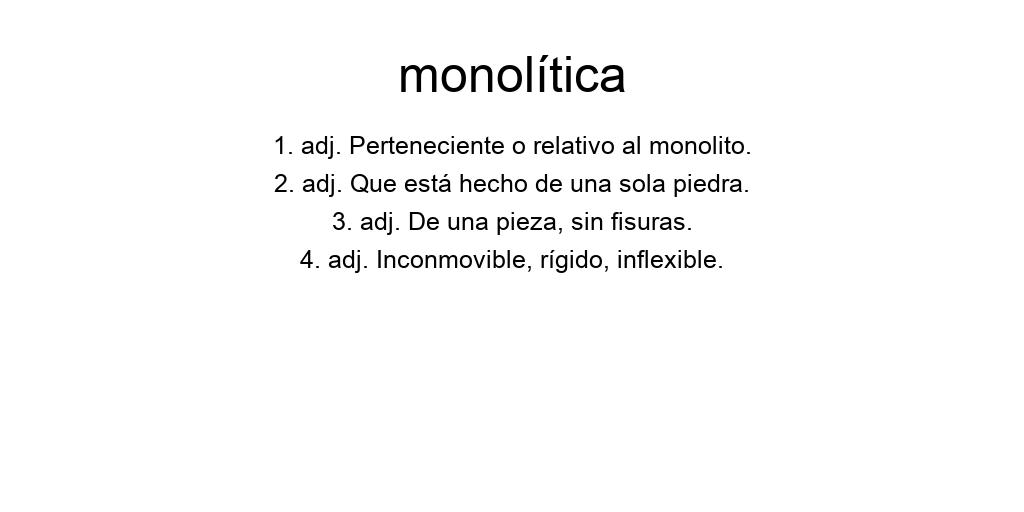 monolítica
1. adj. Perteneciente o relativo al monolito.
2. adj. Que está hecho de una sola piedra.
3. adj. De una pieza, sin fisuras.
4. adj. Inconmovible, rígido, inflexible.